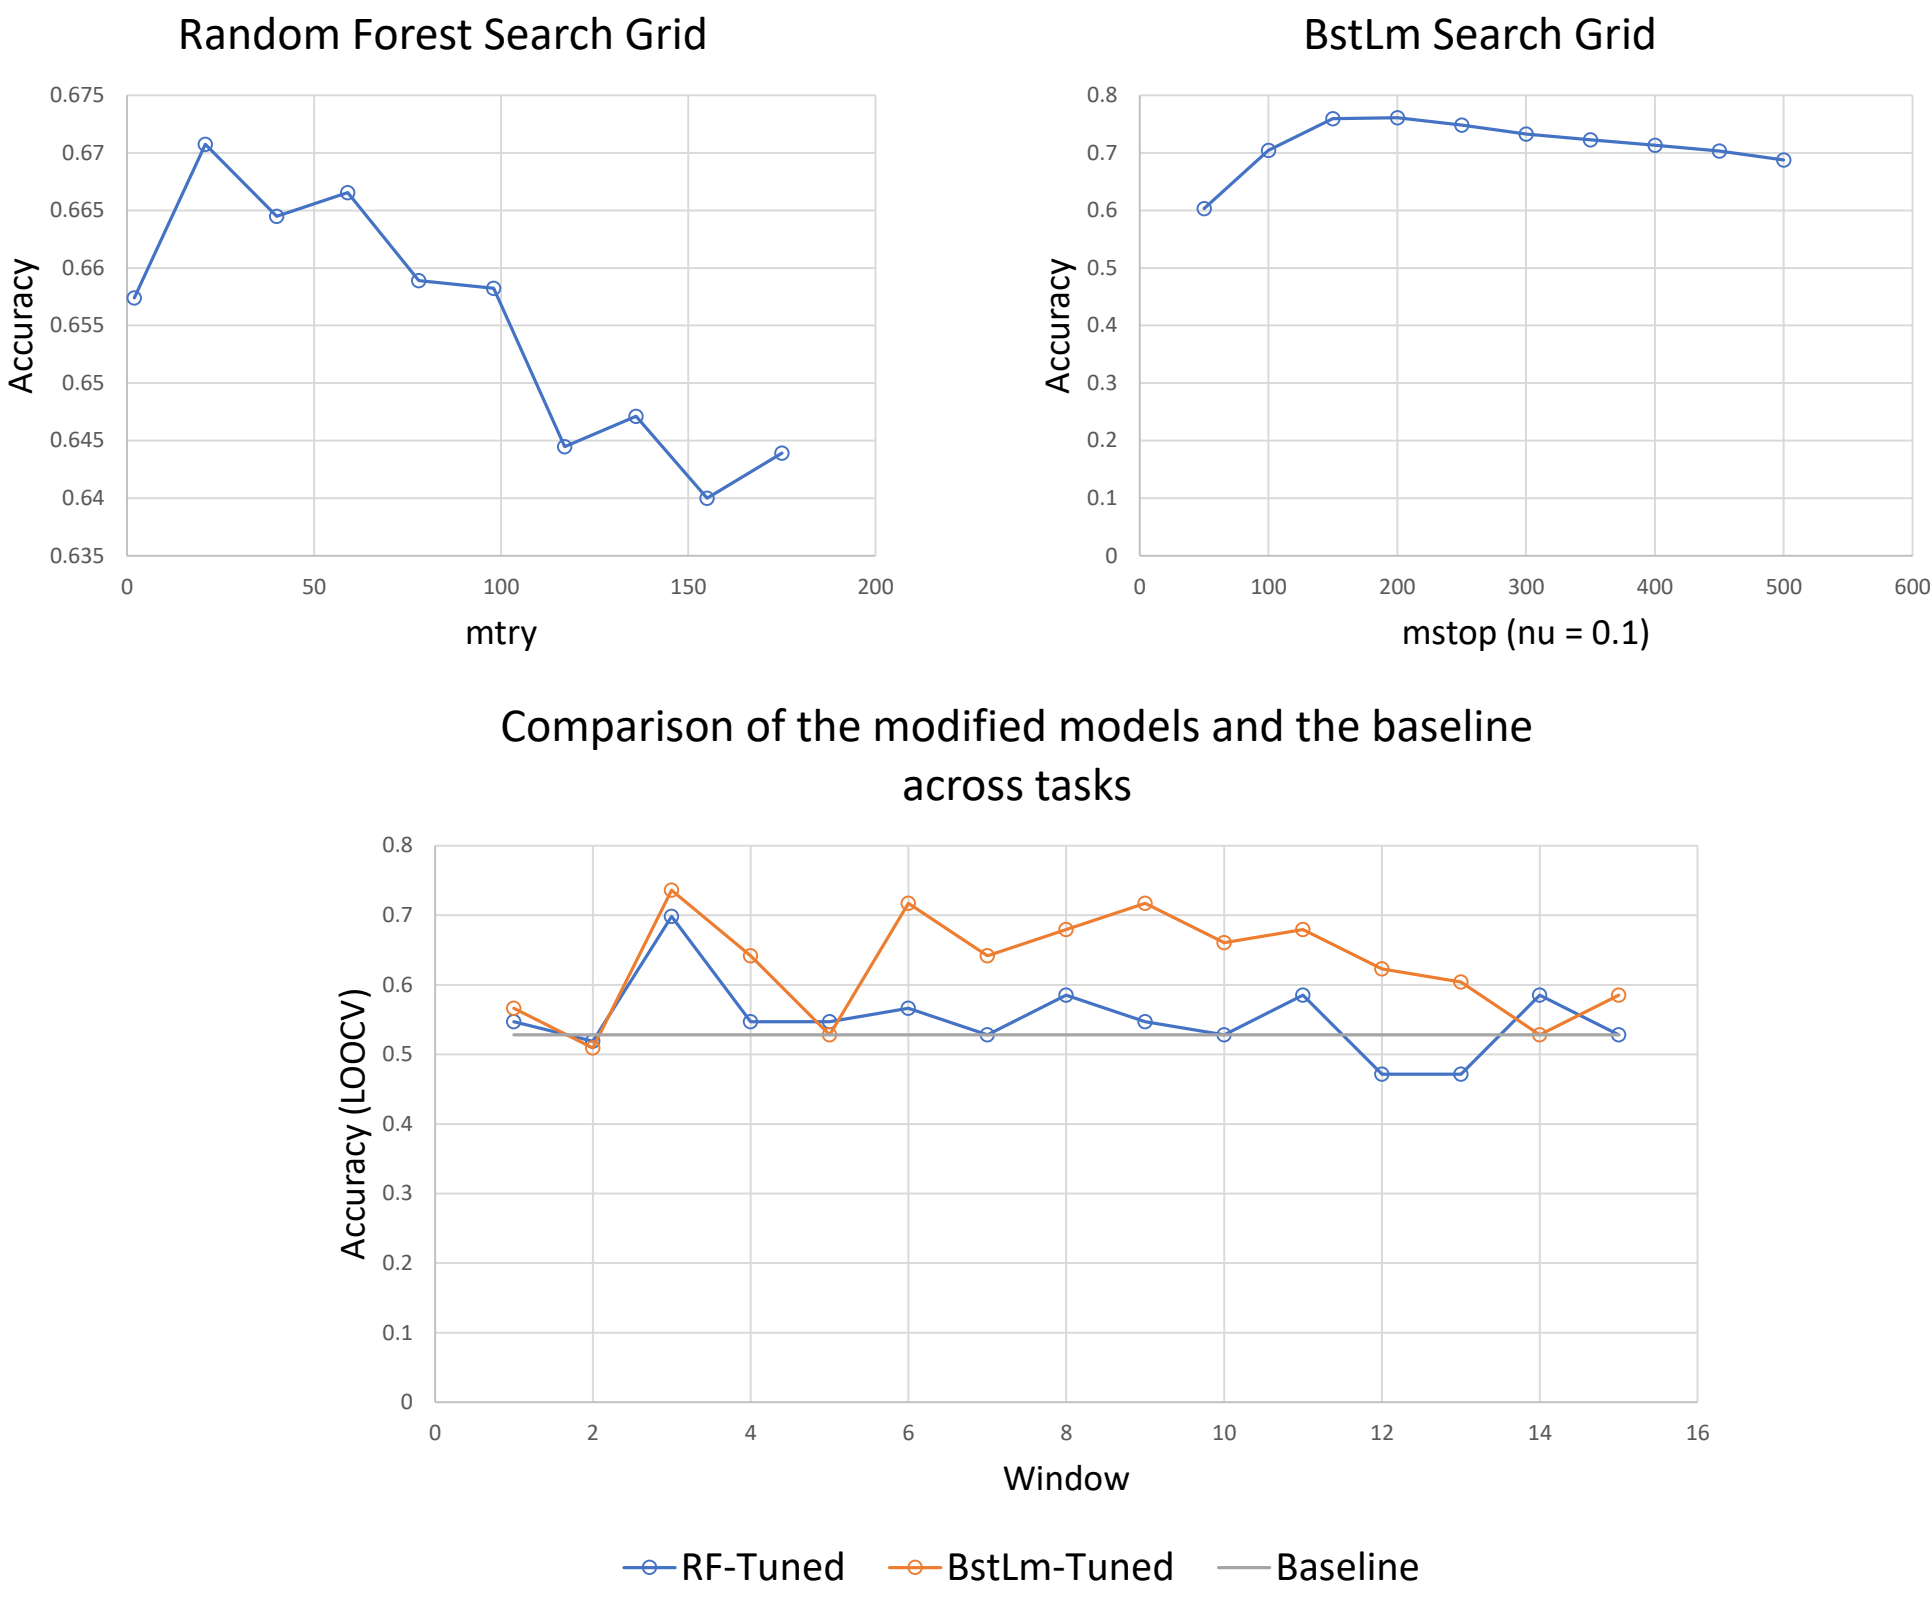 Random Forest Search Grid
0.675
0.67
0.665
0.66
0.655
0.65
0.645
0.64
0.635
Accuracy
0 50 100 150 200
mtry
BstLm Search Grid
0.8
0.7
0.6
0.5
0.4
0.3
0.2
0.1
0
Accuracy
0 100 200 300 400 500 600
mstop (nu = 0.1)
Comparison of the modified models and the baseline
across tasks
0.8
0.7
0.6
0.5
0.4
0.3
0.2
0.1
0
Accuracy (LOOCV)
0 2 4 6 8 10 12 14 16
Window
RF-Tuned BstLm-Tuned Baseline